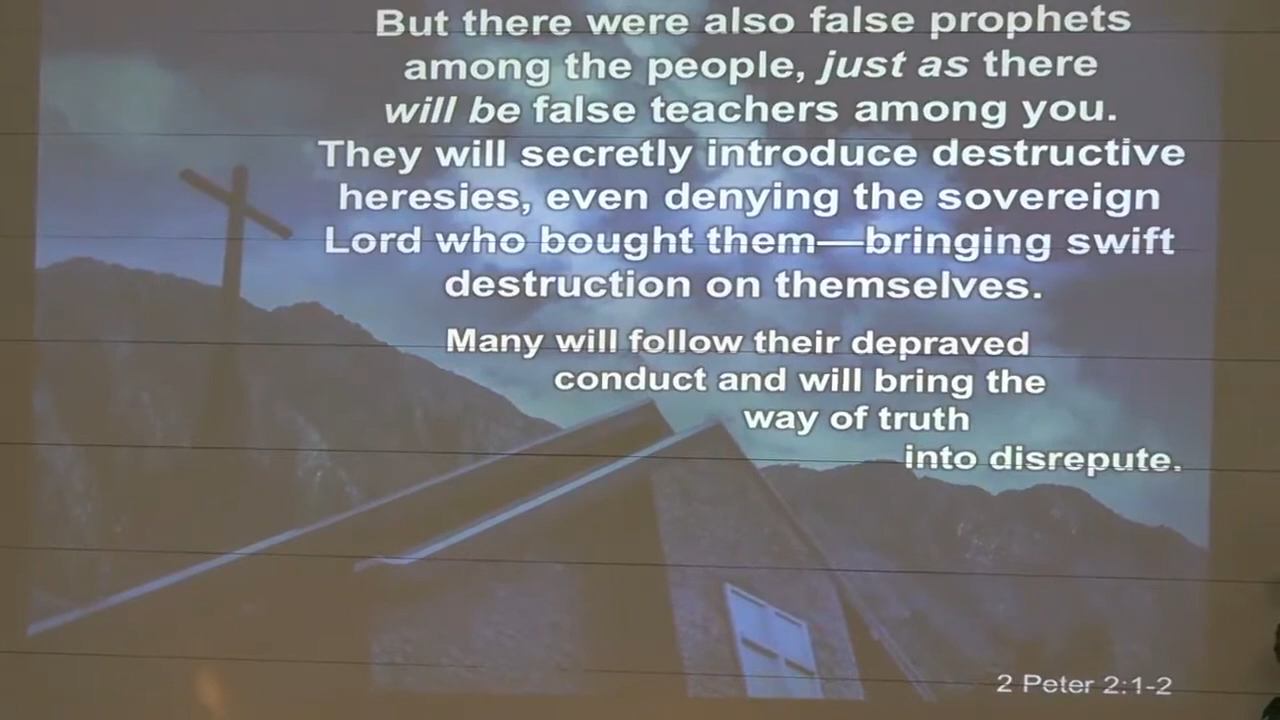 But there were also false prophets
among the people, just as there
will be false teachers among you.
They will secretly introduce destructive
heresies, even denying the sovereign
Lord who bought them—bringing swift
destruction on themselves.
Many will follow their depraved
conduct and will bring the
way of truth
into disrepute.
2 Peter 2:1-2